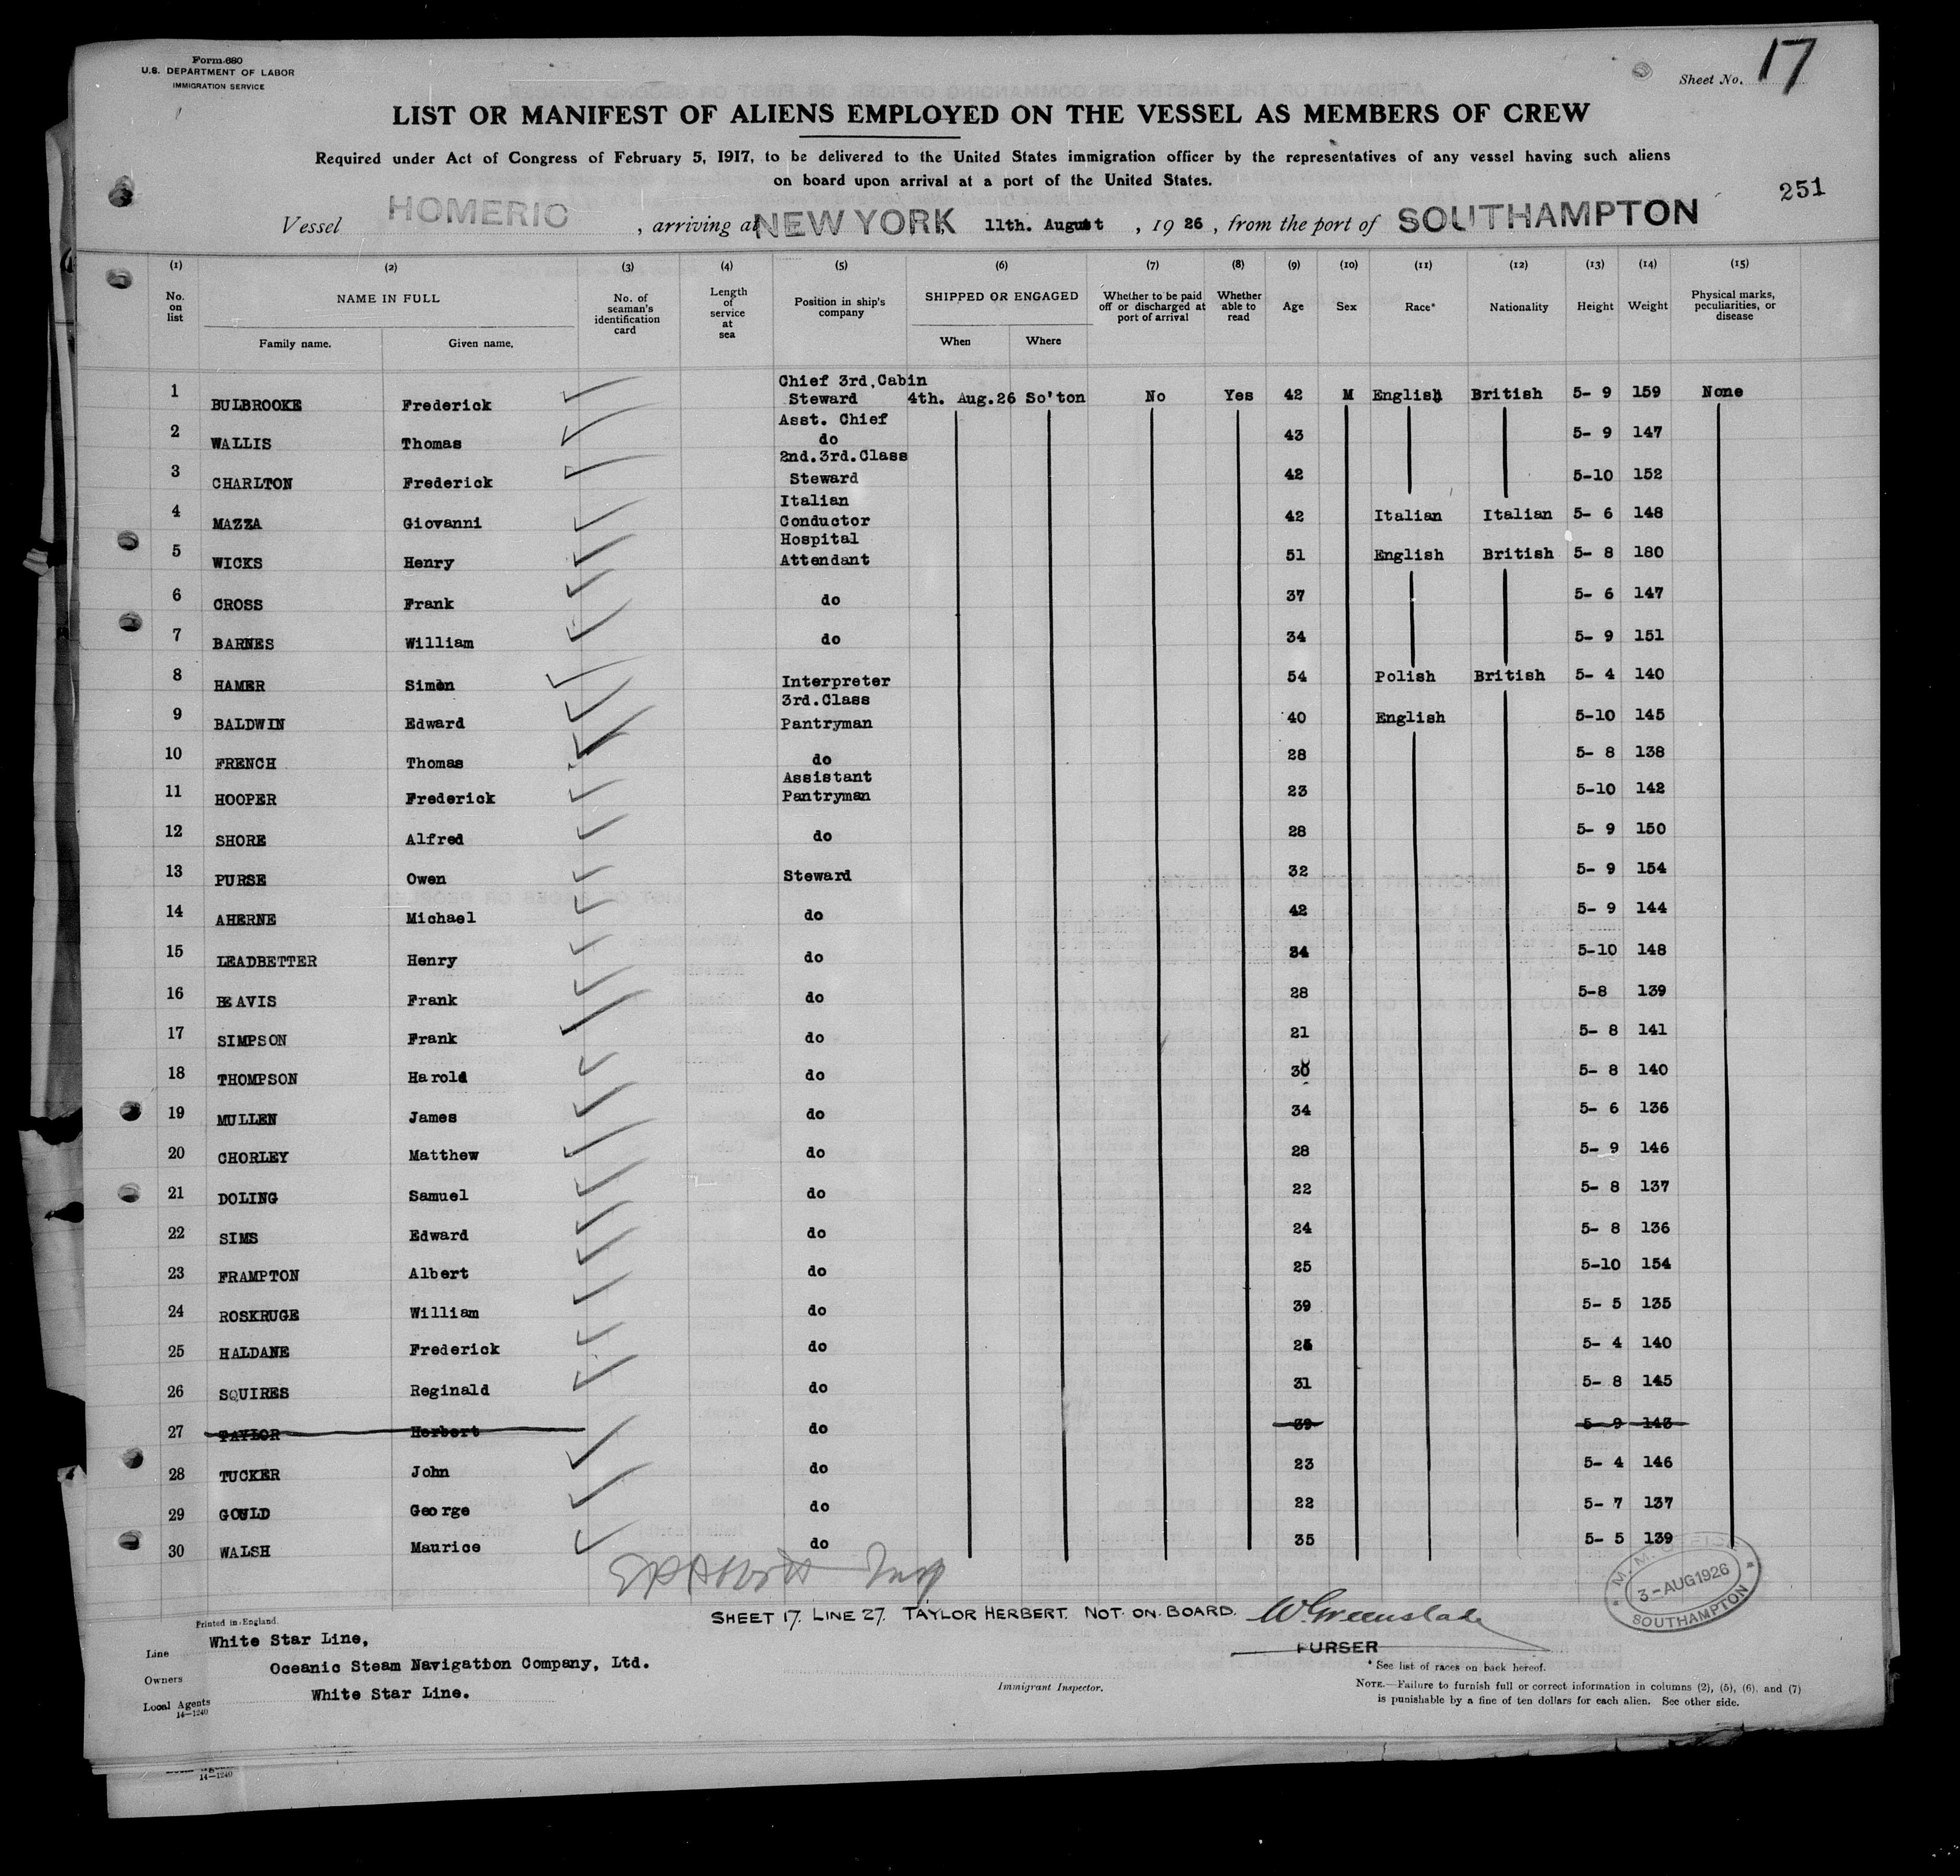 Form 680
U.S. DEPARTMENT OF LABOR
IMMIGRATION SERVICE
Sheet No. 17
LIST OR MANIFEST OF ALIENS EMPLOYED ON THE VESSEL AS MEMBERS OF CREW
Required under Act of Congress of February 5, 1917, to be delivered to the United States immigration officer by the representatives of any vessel having such aliens
on board upon arrival at a port of the United States.
251
Vessel HOMERIC , arriving at NEW YORK 11th. August , 19 26 , from the port of SOUTHAMPTON
(1) (2) (3) (4) (5) (6) (7) (8) (9) (10) (11) (12) (13) (14) (15)
No. on list NAME IN FULL Family name. Given name. No. of seaman's identification card Length of service at sea Position in ship's company SHIPPED OR ENGAGED When Where Whether to be paid off or discharged at port of arrival Whether able to read Age Sex Race* Nationality Height Weight Physical marks, peculiarities, or disease
1 BULBROOKE Frederick Chief 3rd.Cabin Steward 4th. Aug.26 So'ton No Yes 42 M English British 5- 9 159 None
2 WALLIS Thomas Asst. Chief do 43 5- 9 147
3 CHARLTON Frederick 2nd.3rd.Class Steward 42 5-10 152
4 MAZZA Giovanni Italian Conductor 42 Italian Italian 5- 6 148
5 WICKS Henry Hospital Attendant 51 English British 5- 8 180
6 CROSS Frank do 37 5- 6 147
7 BARNES William do 34 5- 9 151
8 HAMER Simon Interpreter 54 Polish British 5- 4 140
9 BALDWIN Edward 3rd.Class Pantryman 40 English 5-10 145
10 FRENCH Thomas do 28 5- 8 138
11 HOOPER Frederick Assistant Pantryman 23 5-10 142
12 SHORE Alfred do 28 5- 9 150
13 PURSE Owen Steward 32 5- 9 154
14 AHERNE Michael do 42 5- 9 144
15 LEADBETTER Henry do 34 5-10 148
16 BEAVIS Frank do 28 5-8 139
17 SIMPSON Frank do 21 5- 8 141
18 THOMPSON Harold do 30 5- 8 140
19 MULLEN James do 34 5- 6 136
20 CHORLEY Matthew do 28 5- 9 146
21 DOLING Samuel do 22 5- 8 137
22 SIMS Edward do 24 5- 8 136
23 FRAMPTON Albert do 25 5-10 154
24 ROSKRUGE William do 39 5- 5 135
25 HALDANE Frederick do 5- 4 140
26 SQUIRES Reginald do 31 5- 8 145
27 TAYLOR Herbert do 39 5- 9 143
28 TUCKER John do 23 5- 4 146
29 GOULD George do 22 5- 7 137
30 WALSH Maurice do 35 5- 5 139
3-AUG1926
SOUTHAMPTON
SHEET 17. LINE 27. TAYLOR HERBERT. NOT ON BOARD. W Greenslade
PURSER
Printed in England.
Line White Star Line,
Owners Oceanic Steam Navigation Company, Ltd.
Local Agents White Star Line.
14—1240
Immigrant Inspector.
* See list of races on back hereof.
NOTE.—Failure to furnish full or correct information in columns (2), (5), (6), and (7)
is punishable by a fine of ten dollars for each alien. See other side.
14—1240